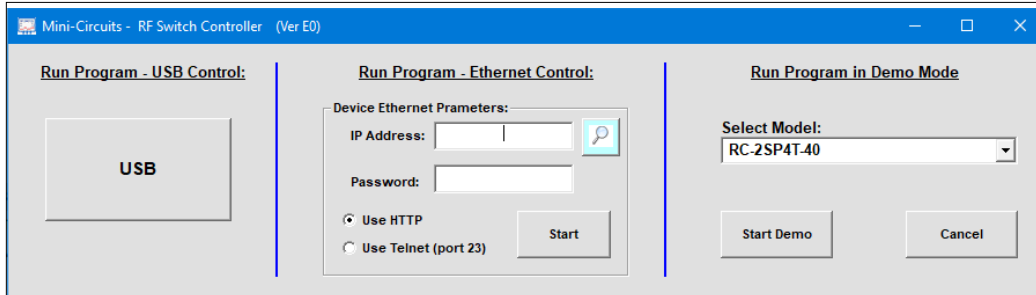 Mini-Circuits - RF Switch Controller (Ver E0)
Run Program - USB Control:
USB
Run Program - Ethernet Control:
Device Ethernet Prameters:
IP Address:
Password:
Use HTTP
Use Telnet (port 23)
Start
Run Program in Demo Mode
Select Model:
RC-2SP4T-40
Start Demo
Cancel